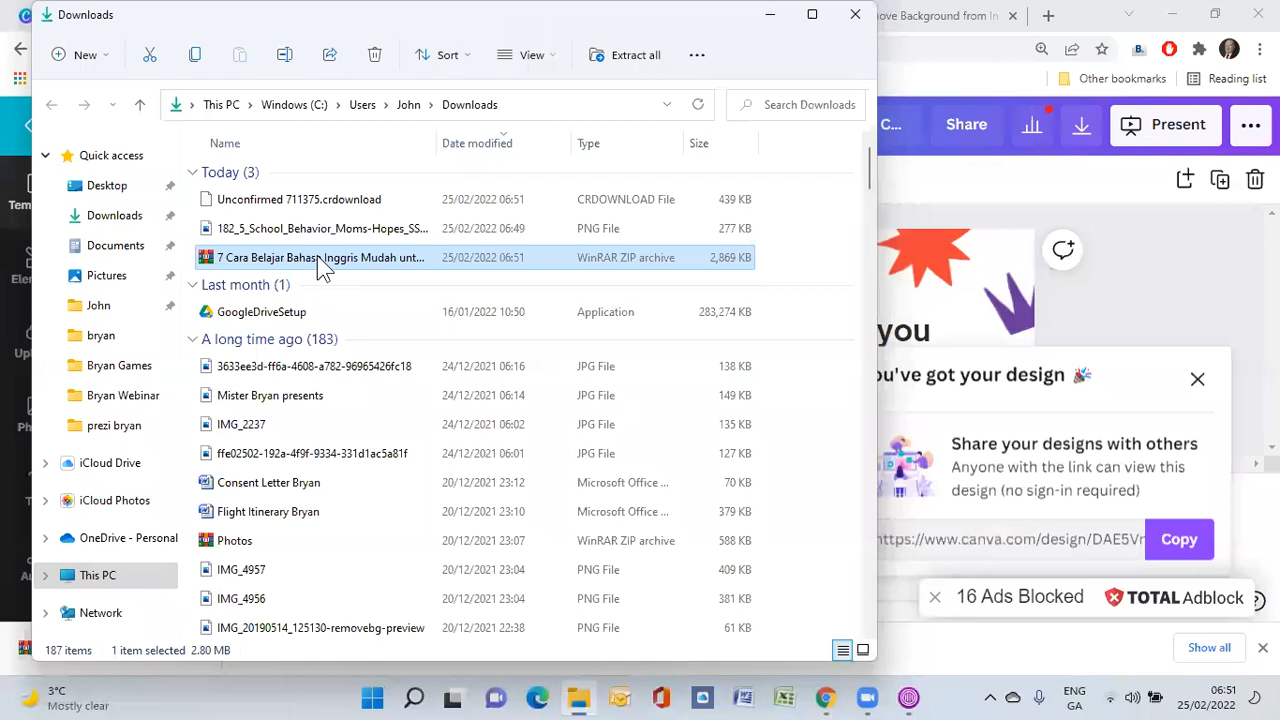 Downloads
ove Background from In
New
Sort
View
Extract all
Other bookmarks
Reading list
This PC
Windows (C:)
Users
John
Downloads
Search Downloads
C...
Share
Present
Quick access
Name
Date modified
Type
Size
Today (3)
Desktop
Unconfirmed 711375.crdownload
25/02/2022 06:51
CRDOWNLOAD File
439 KB
Downloads
182_5_School_Behavior_Moms-Hopes_SS...
25/02/2022 06:49
PNG File
277 KB
Documents
7 Cara Belajar Bahasa Inggris Mudah unt...
25/02/2022 06:51
WinRAR ZIP archive
2,869 KB
Pictures
Last month (1)
John
GoogleDriveSetup
16/01/2022 10:50
Application
283,274 KB
bryan
A long time ago (183)
you
Bryan Games
3633ee3d-ff6a-4608-a782-96965426fc18
24/12/2021 06:16
JPG File
138 KB
Bryan Webinar
Mister Bryan presents
24/12/2021 06:14
JPG File
149 KB
prezi bryan
IMG_2237
24/12/2021 06:02
JPG File
135 KB
iCloud Drive
ffe02502-192a-4f9f-9334-331d1ac5a81f
24/12/2021 06:01
JPG File
127 KB
iCloud Photos
Consent Letter Bryan
20/12/2021 23:12
Microsoft Office ...
70 KB
Flight Itinerary Bryan
20/12/2021 23:10
Microsoft Office ...
379 KB
OneDrive - Personal
Photos
20/12/2021 23:07
WinRAR ZIP archive
588 KB
This PC
IMG_4957
20/12/2021 23:04
PNG File
409 KB
Network
IMG_4956
20/12/2021 23:04
PNG File
381 KB
IMG_20190514_125130-removebg-preview
20/12/2021 22:38
PNG File
61 KB
187 items
1 item selected 2.80 MB
ou've got your design
Share your designs with others
Anyone with the link can view this
design (no sign-in required)
https://www.canva.com/design/DAE5Vr
Copy
16 Ads Blocked
TOTAL Adblock
Show all
3°C
Mostly clear
ENG
GA
06:51
25/02/2022